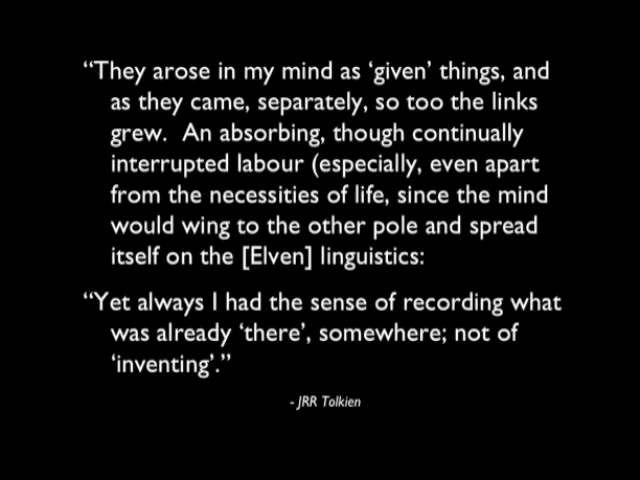 “They arose in my mind as ‘given’ things, and
as they came, separately, so too the links
grew.  An absorbing, though continually
interrupted labour (especially, even apart
from the necessities of life, since the mind
would wing to the other pole and spread
itself on the [Elven] linguistics:
“Yet always I had the sense of recording what
was already ‘there’, somewhere; not of
‘inventing’.”
- JRR Tolkien